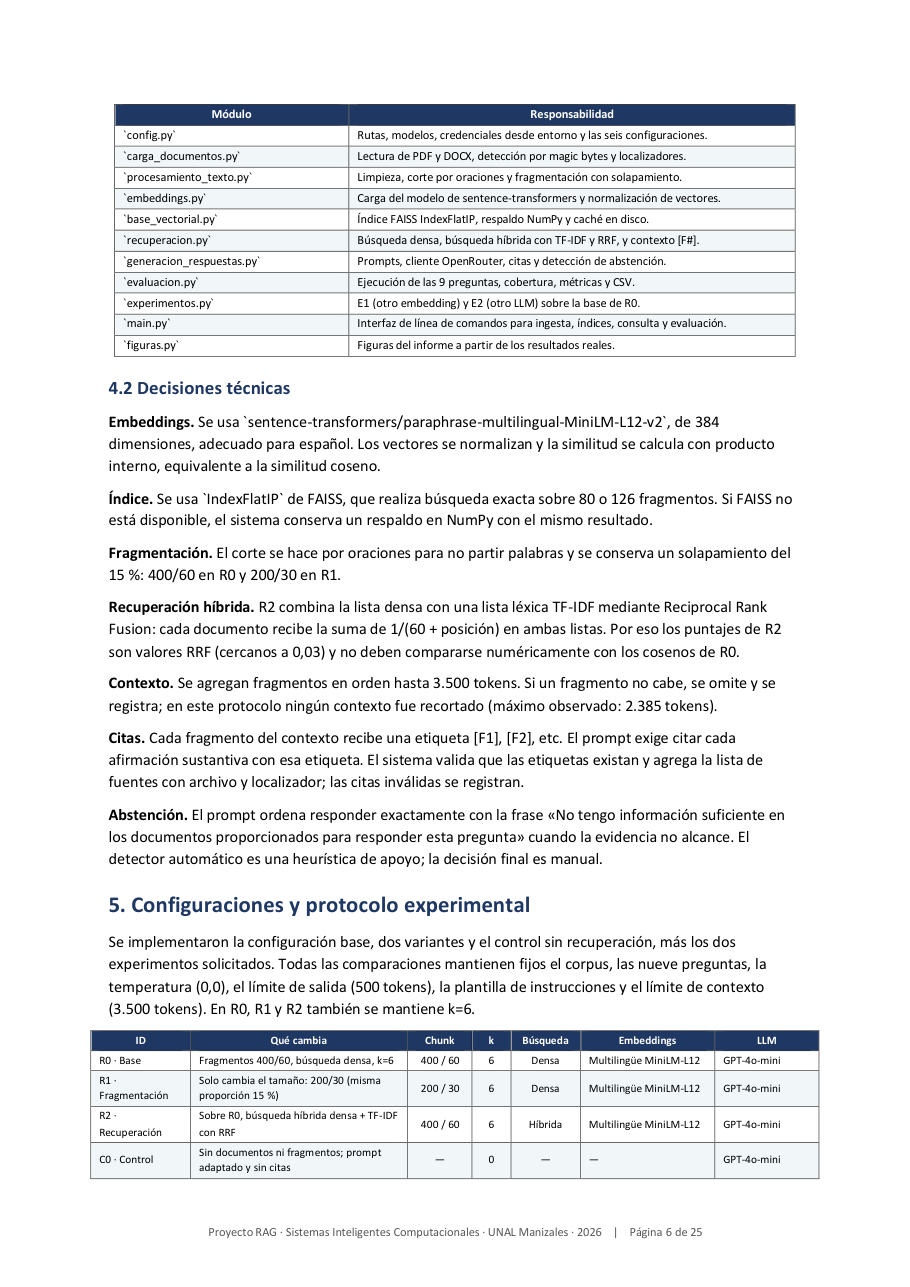 Módulo Responsabilidad
`config.py` Rutas, modelos, credenciales desde entorno y las seis configuraciones.
`carga_documentos.py` Lectura de PDF y DOCX, detección por magic bytes y localizadores.
`procesamiento_texto.py` Limpieza, corte por oraciones y fragmentación con solapamiento.
`embeddings.py` Carga del modelo de sentence-transformers y normalización de vectores.
`base_vectorial.py` Índice FAISS IndexFlatIP, respaldo NumPy y caché en disco.
`recuperacion.py` Búsqueda densa, búsqueda híbrida con TF-IDF y RRF, y contexto [F#].
`generacion_respuestas.py` Prompts, cliente OpenRouter, citas y detección de abstención.
`evaluacion.py` Ejecución de las 9 preguntas, cobertura, métricas y CSV.
`experimentos.py` E1 (otro embedding) y E2 (otro LLM) sobre la base de R0.
`main.py` Interfaz de línea de comandos para ingesta, índices, consulta y evaluación.
`figuras.py` Figuras del informe a partir de los resultados reales.
4.2 Decisiones técnicas
Embeddings. Se usa `sentence-transformers/paraphrase-multilingual-MiniLM-L12-v2`, de 384
dimensiones, adecuado para español. Los vectores se normalizan y la similitud se calcula con producto
interno, equivalente a la similitud coseno.
Índice. Se usa `IndexFlatIP` de FAISS, que realiza búsqueda exacta sobre 80 o 126 fragmentos. Si FAISS no
está disponible, el sistema conserva un respaldo en NumPy con el mismo resultado.
Fragmentación. El corte se hace por oraciones para no partir palabras y se conserva un solapamiento del
15 %: 400/60 en R0 y 200/30 en R1.
Recuperación híbrida. R2 combina la lista densa con una lista léxica TF-IDF mediante Reciprocal Rank
Fusion: cada documento recibe la suma de 1/(60 + posición) en ambas listas. Por eso los puntajes de R2
son valores RRF (cercanos a 0,03) y no deben compararse numéricamente con los cosenos de R0.
Contexto. Se agregan fragmentos en orden hasta 3.500 tokens. Si un fragmento no cabe, se omite y se
registra; en este protocolo ningún contexto fue recortado (máximo observado: 2.385 tokens).
Citas. Cada fragmento del contexto recibe una etiqueta [F1], [F2], etc. El prompt exige citar cada
afirmación sustantiva con esa etiqueta. El sistema valida que las etiquetas existan y agrega la lista de
fuentes con archivo y localizador; las citas inválidas se registran.
Abstención. El prompt ordena responder exactamente con la frase «No tengo información suficiente en
los documentos proporcionados para responder esta pregunta» cuando la evidencia no alcance. El
detector automático es una heurística de apoyo; la decisión final es manual.
5. Configuraciones y protocolo experimental
Se implementaron la configuración base, dos variantes y el control sin recuperación, más los dos
experimentos solicitados. Todas las comparaciones mantienen fijos el corpus, las nueve preguntas, la
temperatura (0,0), el límite de salida (500 tokens), la plantilla de instrucciones y el límite de contexto
(3.500 tokens). En R0, R1 y R2 también se mantiene k=6.
ID Qué cambia Chunk k Búsqueda Embeddings LLM
R0 · Base Fragmentos 400/60, búsqueda densa, k=6 400 / 60 6 Densa Multilingüe MiniLM-L12 GPT-4o-mini
R1 ·
Fragmentación
Solo cambia el tamaño: 200/30 (misma
proporción 15 %)
200 / 30 6 Densa Multilingüe MiniLM-L12 GPT-4o-mini
R2 ·
Recuperación
Sobre R0, búsqueda híbrida densa + TF-IDF
con RRF
400 / 60 6 Híbrida Multilingüe MiniLM-L12 GPT-4o-mini
C0 · Control
Sin documentos ni fragmentos; prompt
adaptado y sin citas
— 0 — — GPT-4o-mini
Proyecto RAG · Sistemas Inteligentes Computacionales · UNAL Manizales · 2026 | Página 6 de 25